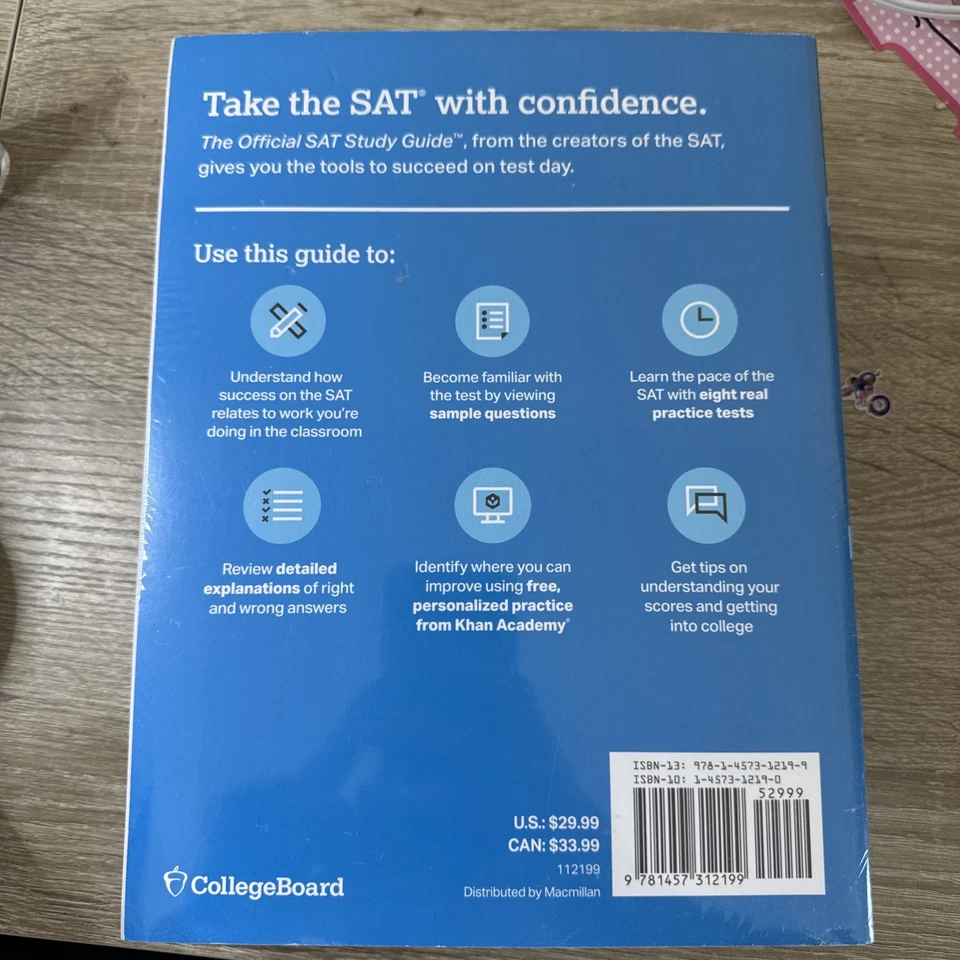 Take the SAT® with confidence.
The Official SAT Study Guide™, from the creators of the SAT,
gives you the tools to succeed on test day.
Use this guide to:
Understand how
success on the SAT
relates to work you're
doing in the classroom
Become familiar with
the test by viewing
sample questions
Learn the pace of the
SAT with eight real
practice tests
Review detailed
explanations of right
and wrong answers
Identify where you can
improve using free,
personalized practice
from Khan Academy®
Get tips on
understanding your
scores and getting
into college
ISBN-13: 978-1-4573-1219-9
ISBN-10: 1-4573-1219-0
52999
9 781457 312199
U.S.: $29.99
CAN: $33.99
112199
Distributed by Macmillan
CollegeBoard